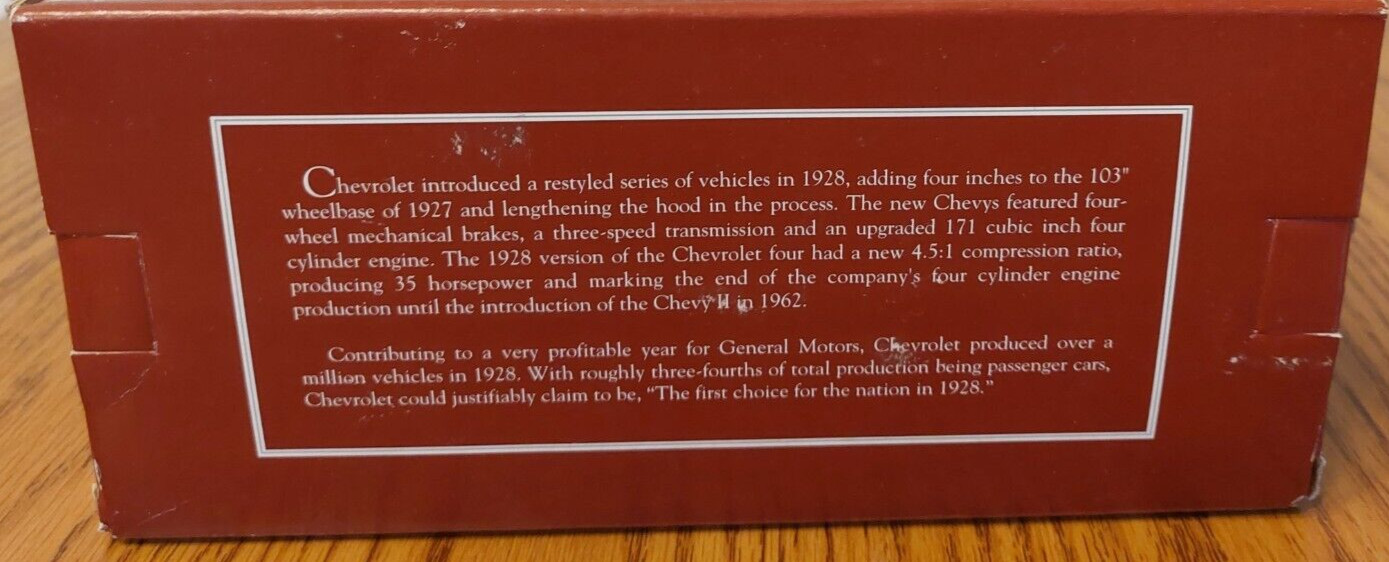 Chevrolet introduced a restyled series of vehicles in 1928, adding four inches to the 103"
wheelbase of 1927 and lengthening the hood in the process. The new Chevys featured four-
wheel mechanical brakes, a three-speed transmission and an upgraded 171 cubic inch four
cylinder engine. The 1928 version of the Chevrolet four had a new 4.5:1 compression ratio,
producing 35 horsepower and marking the end of the company's four cylinder engine
production until the introduction of the Chevy II in 1962.
Contributing to a very profitable year for General Motors, Chevrolet produced over a
million vehicles in 1928. With roughly three-fourths of total production being passenger cars,
Chevrolet could justifiably claim to be, “The first choice for the nation in 1928.”